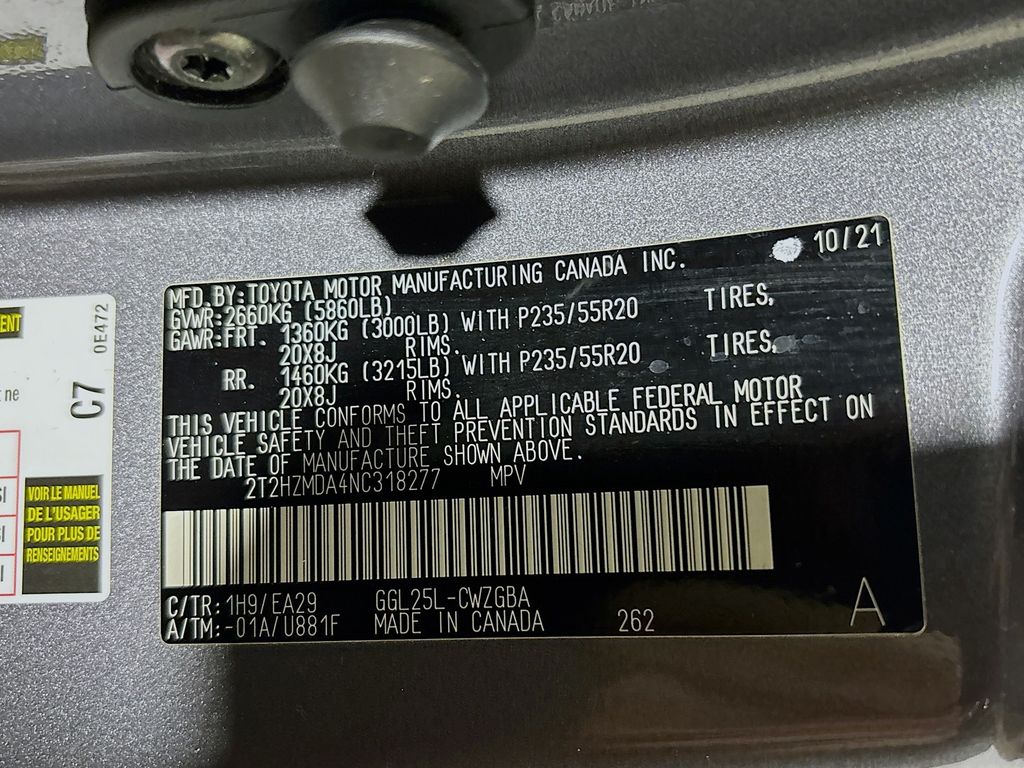 10/21
MFD. BY: TOYOTA MOTOR MANUFACTURING CANADA INC.
GVWR: 2660KG (5860LB)
GAWR: FRT. 1360KG (3000LB) WITH P235/55R20 TIRES,
20X8J RIMS.
RR. 1460KG (3215LB) WITH P235/55R20 TIRES,
20X8J RIMS.
THIS VEHICLE CONFORMS TO ALL APPLICABLE FEDERAL MOTOR
VEHICLE SAFETY AND THEFT PREVENTION STANDARDS IN EFFECT ON
THE DATE OF MANUFACTURE SHOWN ABOVE.
2T2HZMDA4NC318277 MPV
C/TR: 1H9/EA29 GGL25L-CWZGBA
A/TM: -01A/U881F MADE IN CANADA 262
A
0E472
C7
ne
VOIR LE MANUEL
DE L'USAGER
POUR PLUS DE
RENSEIGNEMENTS